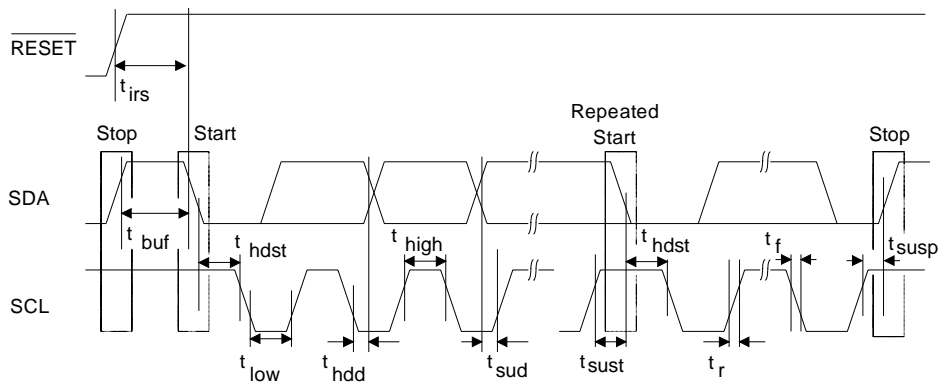 RESET
t irs
Repeated
Stop Start Start Stop
SDA
t buf t hdst t high t hdst t f t susp
SCL
t low t hdd t sud t sust t r